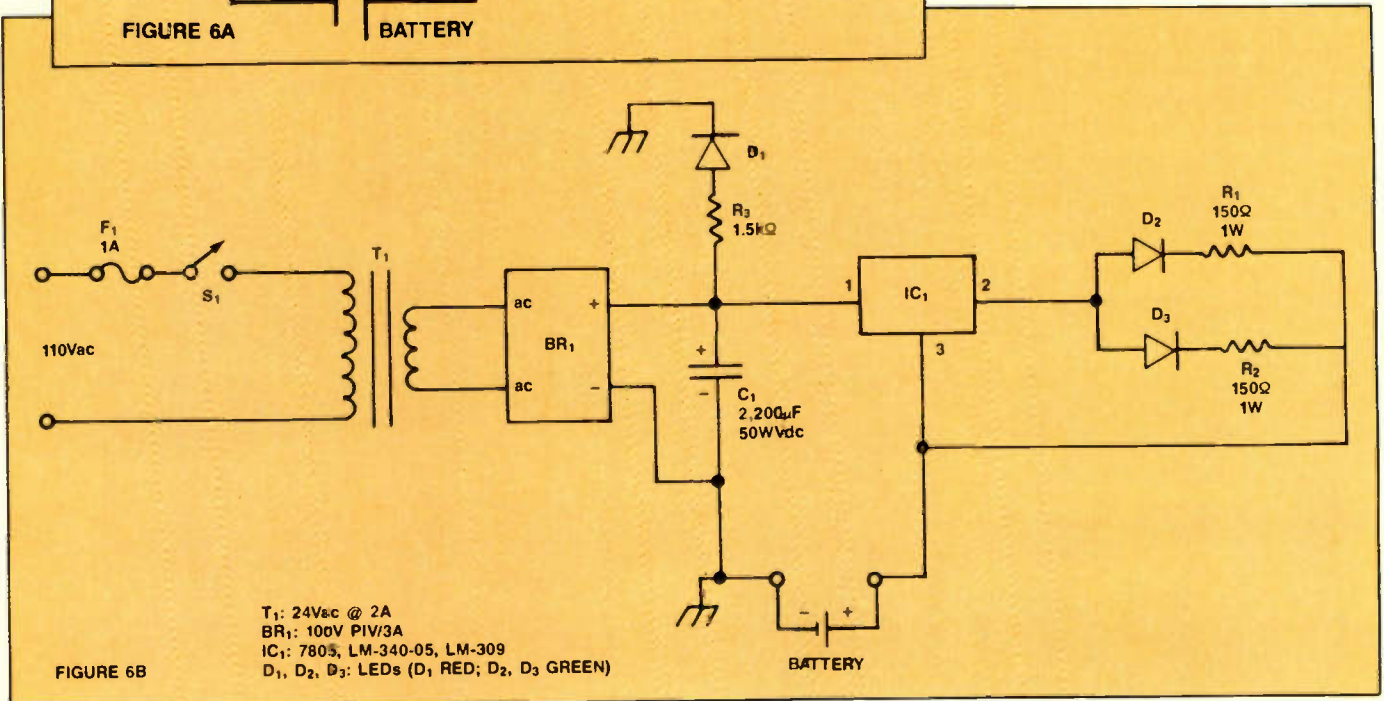 FIGURE 6A
BATTERY
F₁
1A
S₁
110Vac
T₁
ac
ac
BR₁
+
−
D₁
R₃
1.5kΩ
+
−
C₁
2,200µF
50WVdc
1
IC₁
2
3
D₂
R₁
150Ω
1W
D₃
R₂
150Ω
1W
− +
BATTERY
T₁: 24Vac @ 2A
BR₁: 100V PIV/3A
IC₁: 7805, LM-340-05, LM-309
D₁, D₂, D₃: LEDs (D₁ RED; D₂, D₃ GREEN)
FIGURE 6B